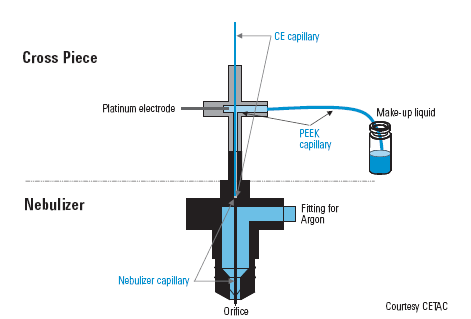 CE capillary
Cross Piece
Platinum electrode
Make-up liquid
PEEK
capillary
Nebulizer
Fitting for
Argon
Nebulizer capillary
Orifice
Courtesy CETAC